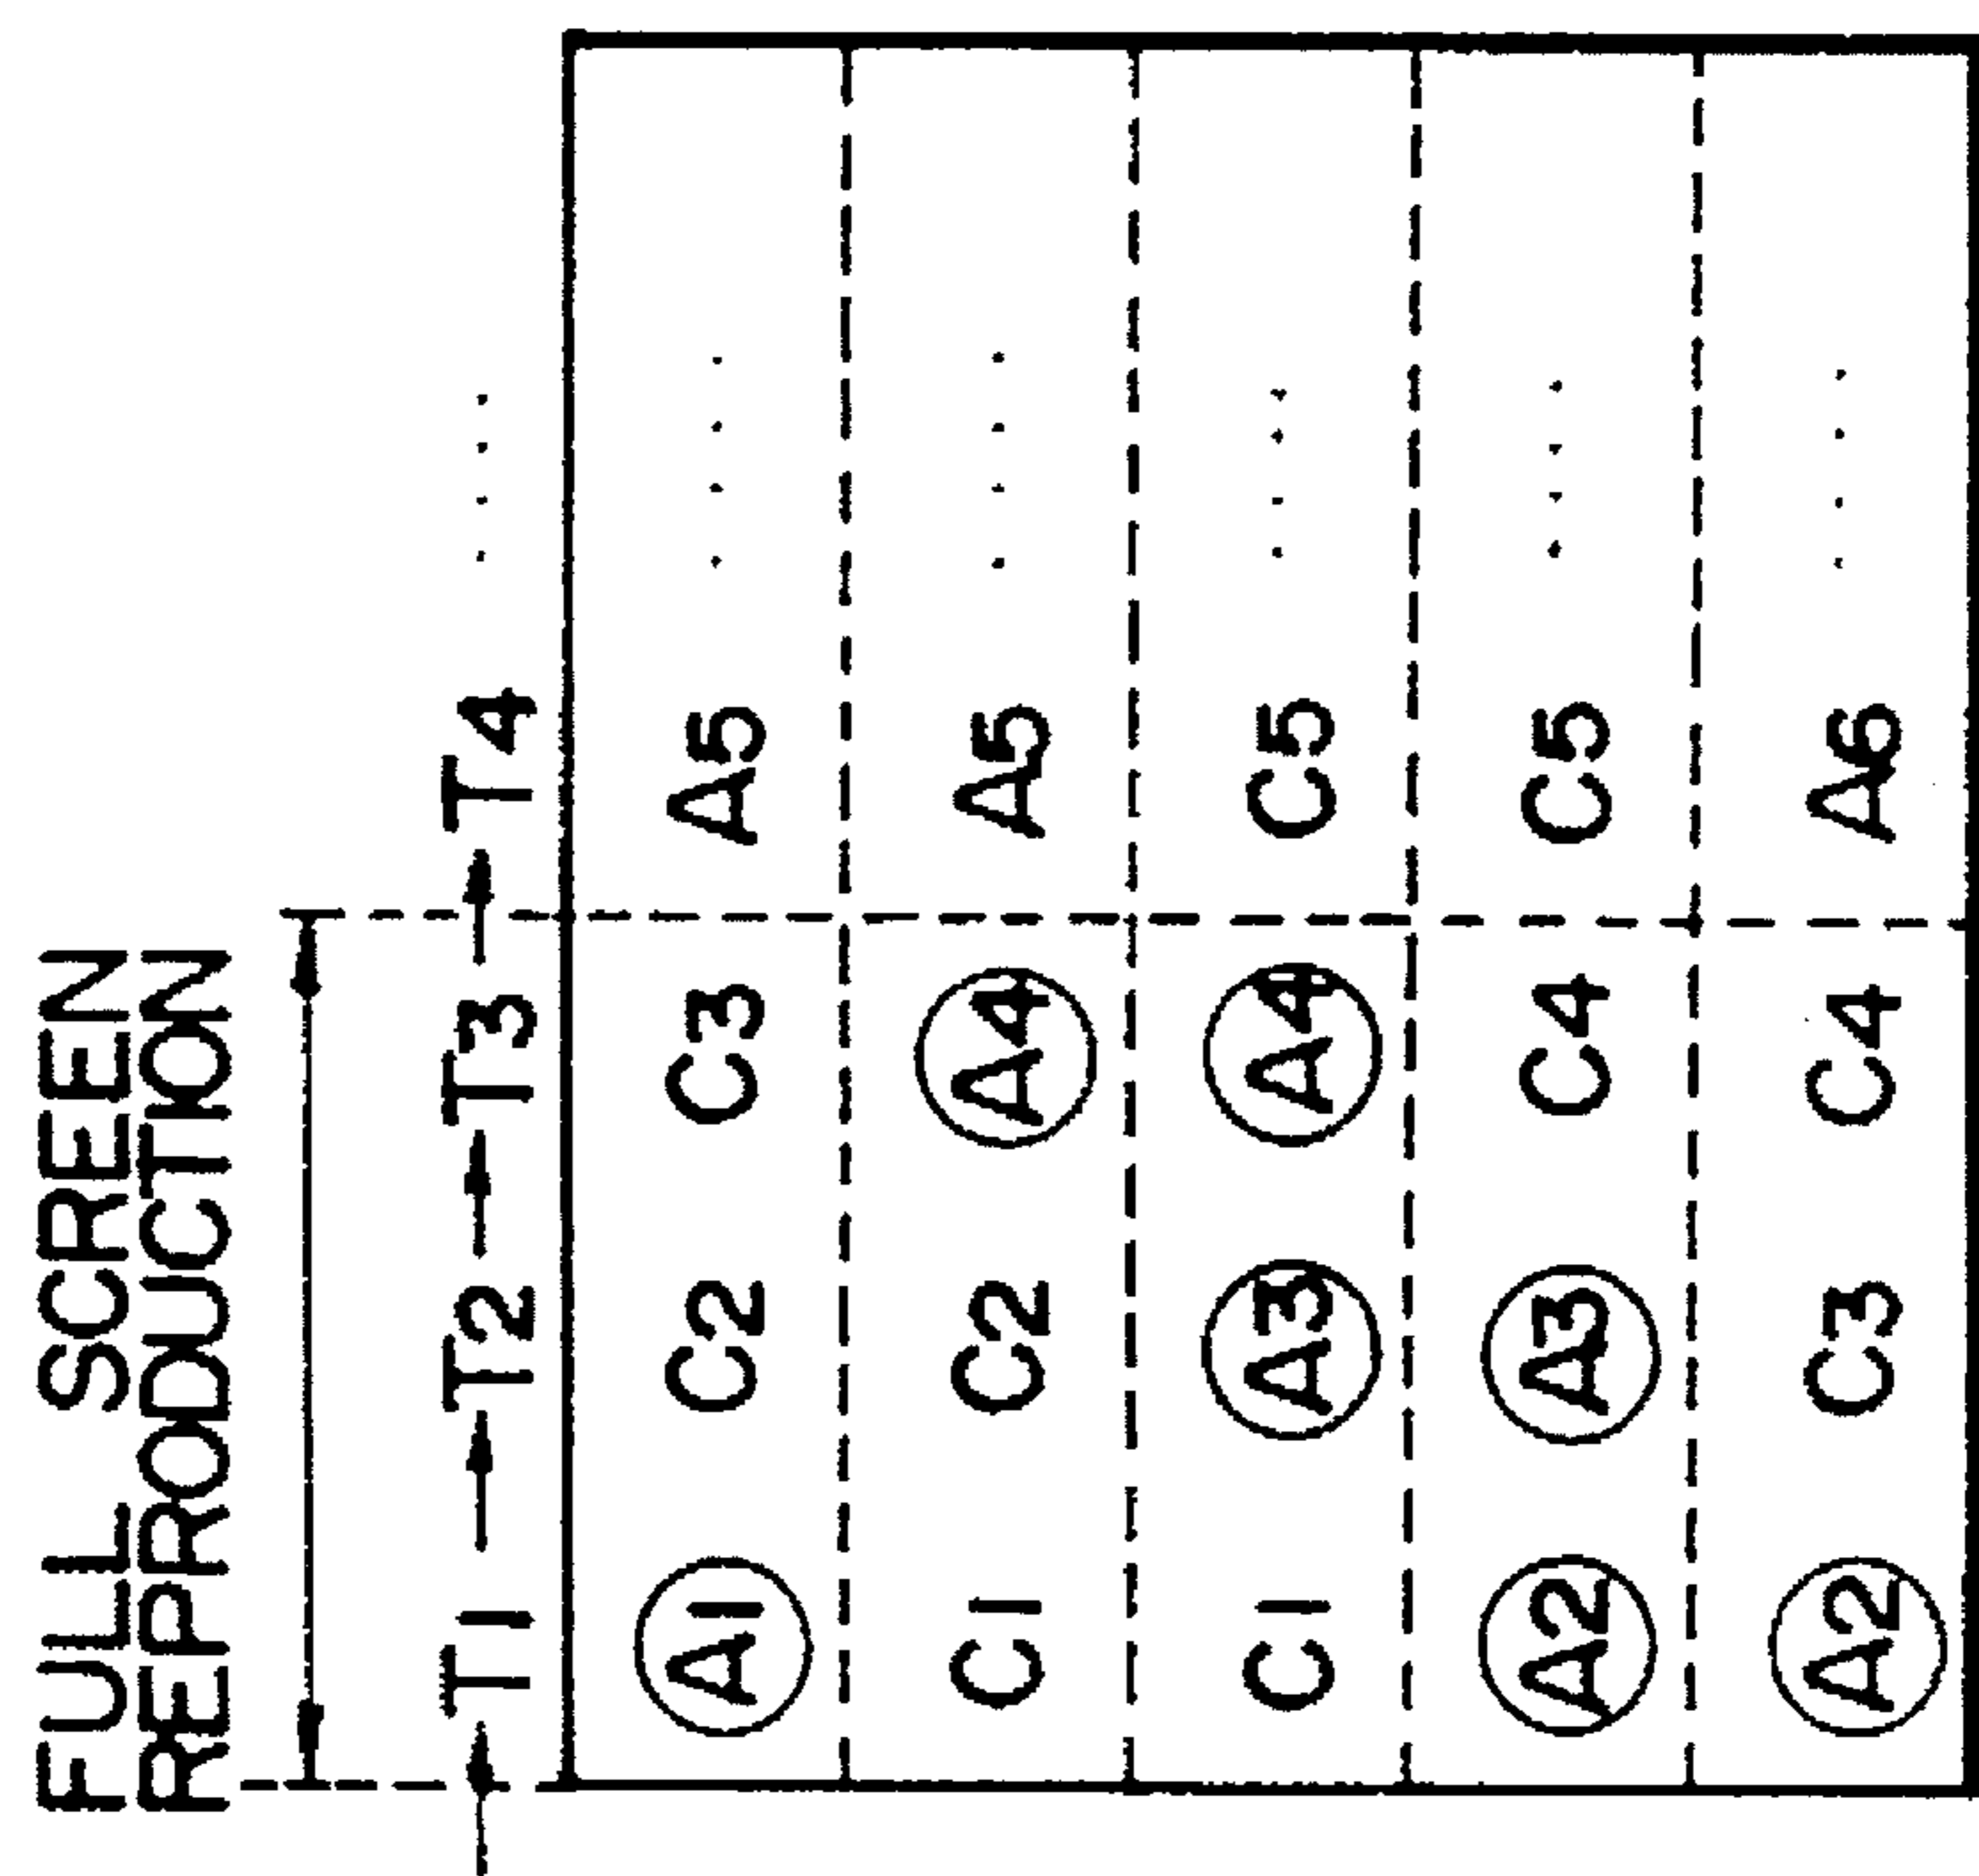 FULL SCREEN
REPRODUCTION
T1 T2 T3 T4 ....
A1 C2 C3 A5 ....
C1 C2 A4 A5 ....
C1 A3 A4 C5 ....
A2 A3 C4 C5 ....
A2 C3 C4 A6 ....